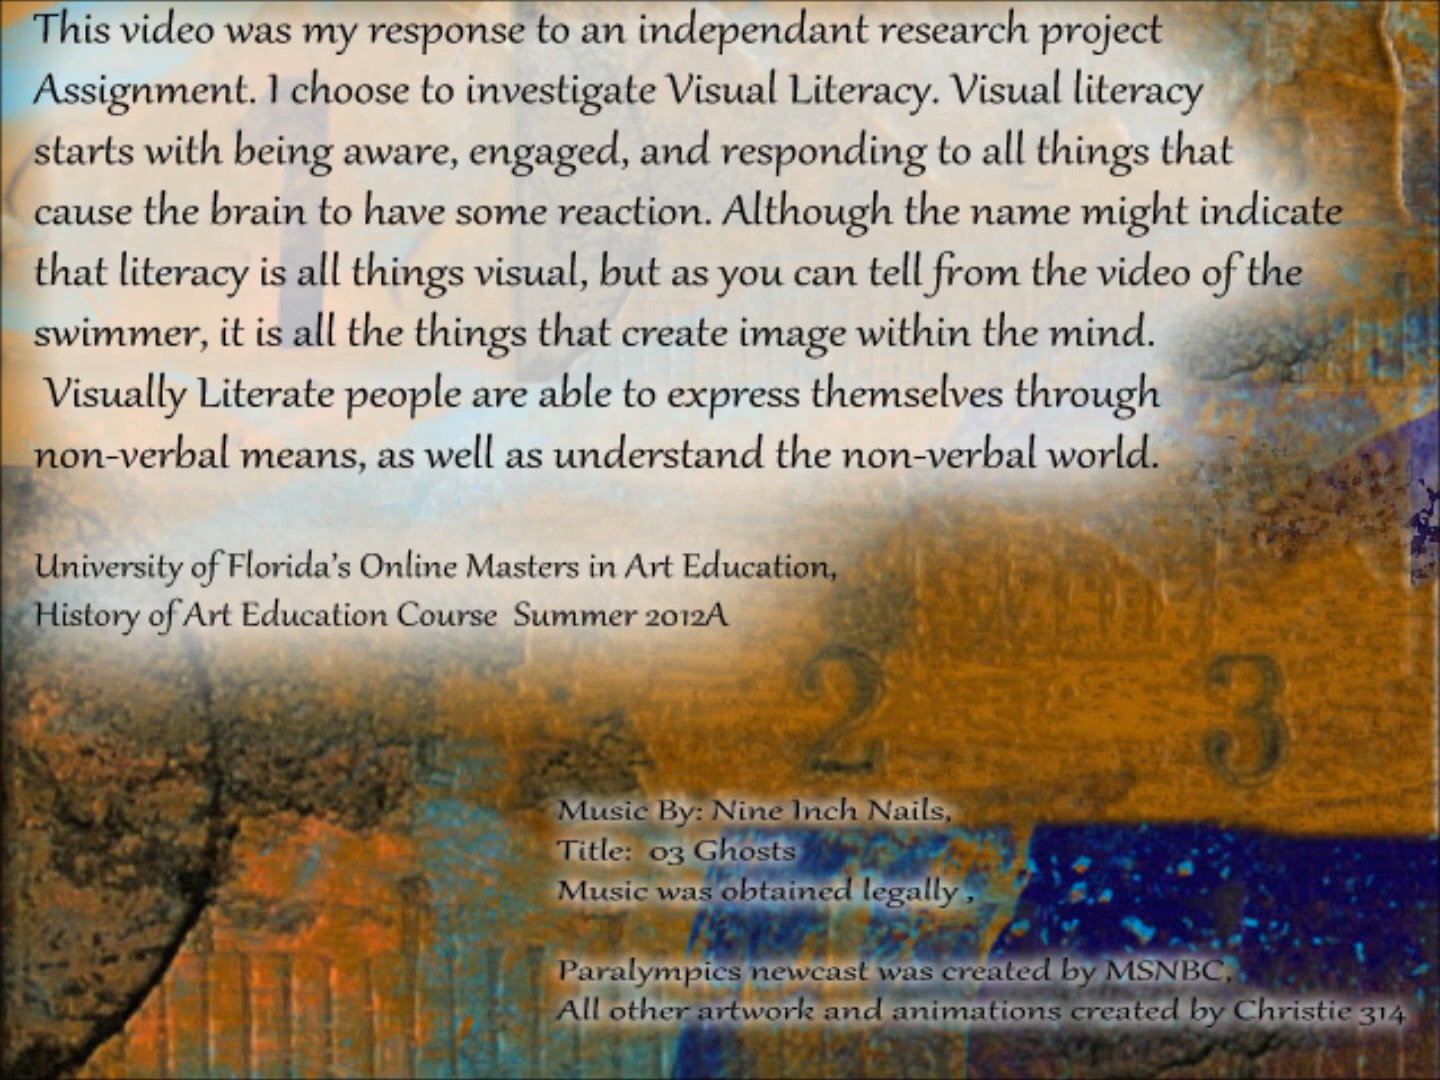 This video was my response to an independant research project
Assignment. I choose to investigate Visual Literacy. Visual literacy
starts with being aware, engaged, and responding to all things that
cause the brain to have some reaction. Although the name might indicate
that literacy is all things visual, but as you can tell from the video of the
swimmer, it is all the things that create image within the mind.
Visually Literate people are able to express themselves through
non-verbal means, as well as understand the non-verbal world.
University of Florida's Online Masters in Art Education,
History of Art Education Course Summer 2012A
2 3
Music By: Nine Inch Nails,
Title: 03 Ghosts
Music was obtained legally ,
Paralympics newcast was created by MSNBC,
All other artwork and animations created by Christie 314